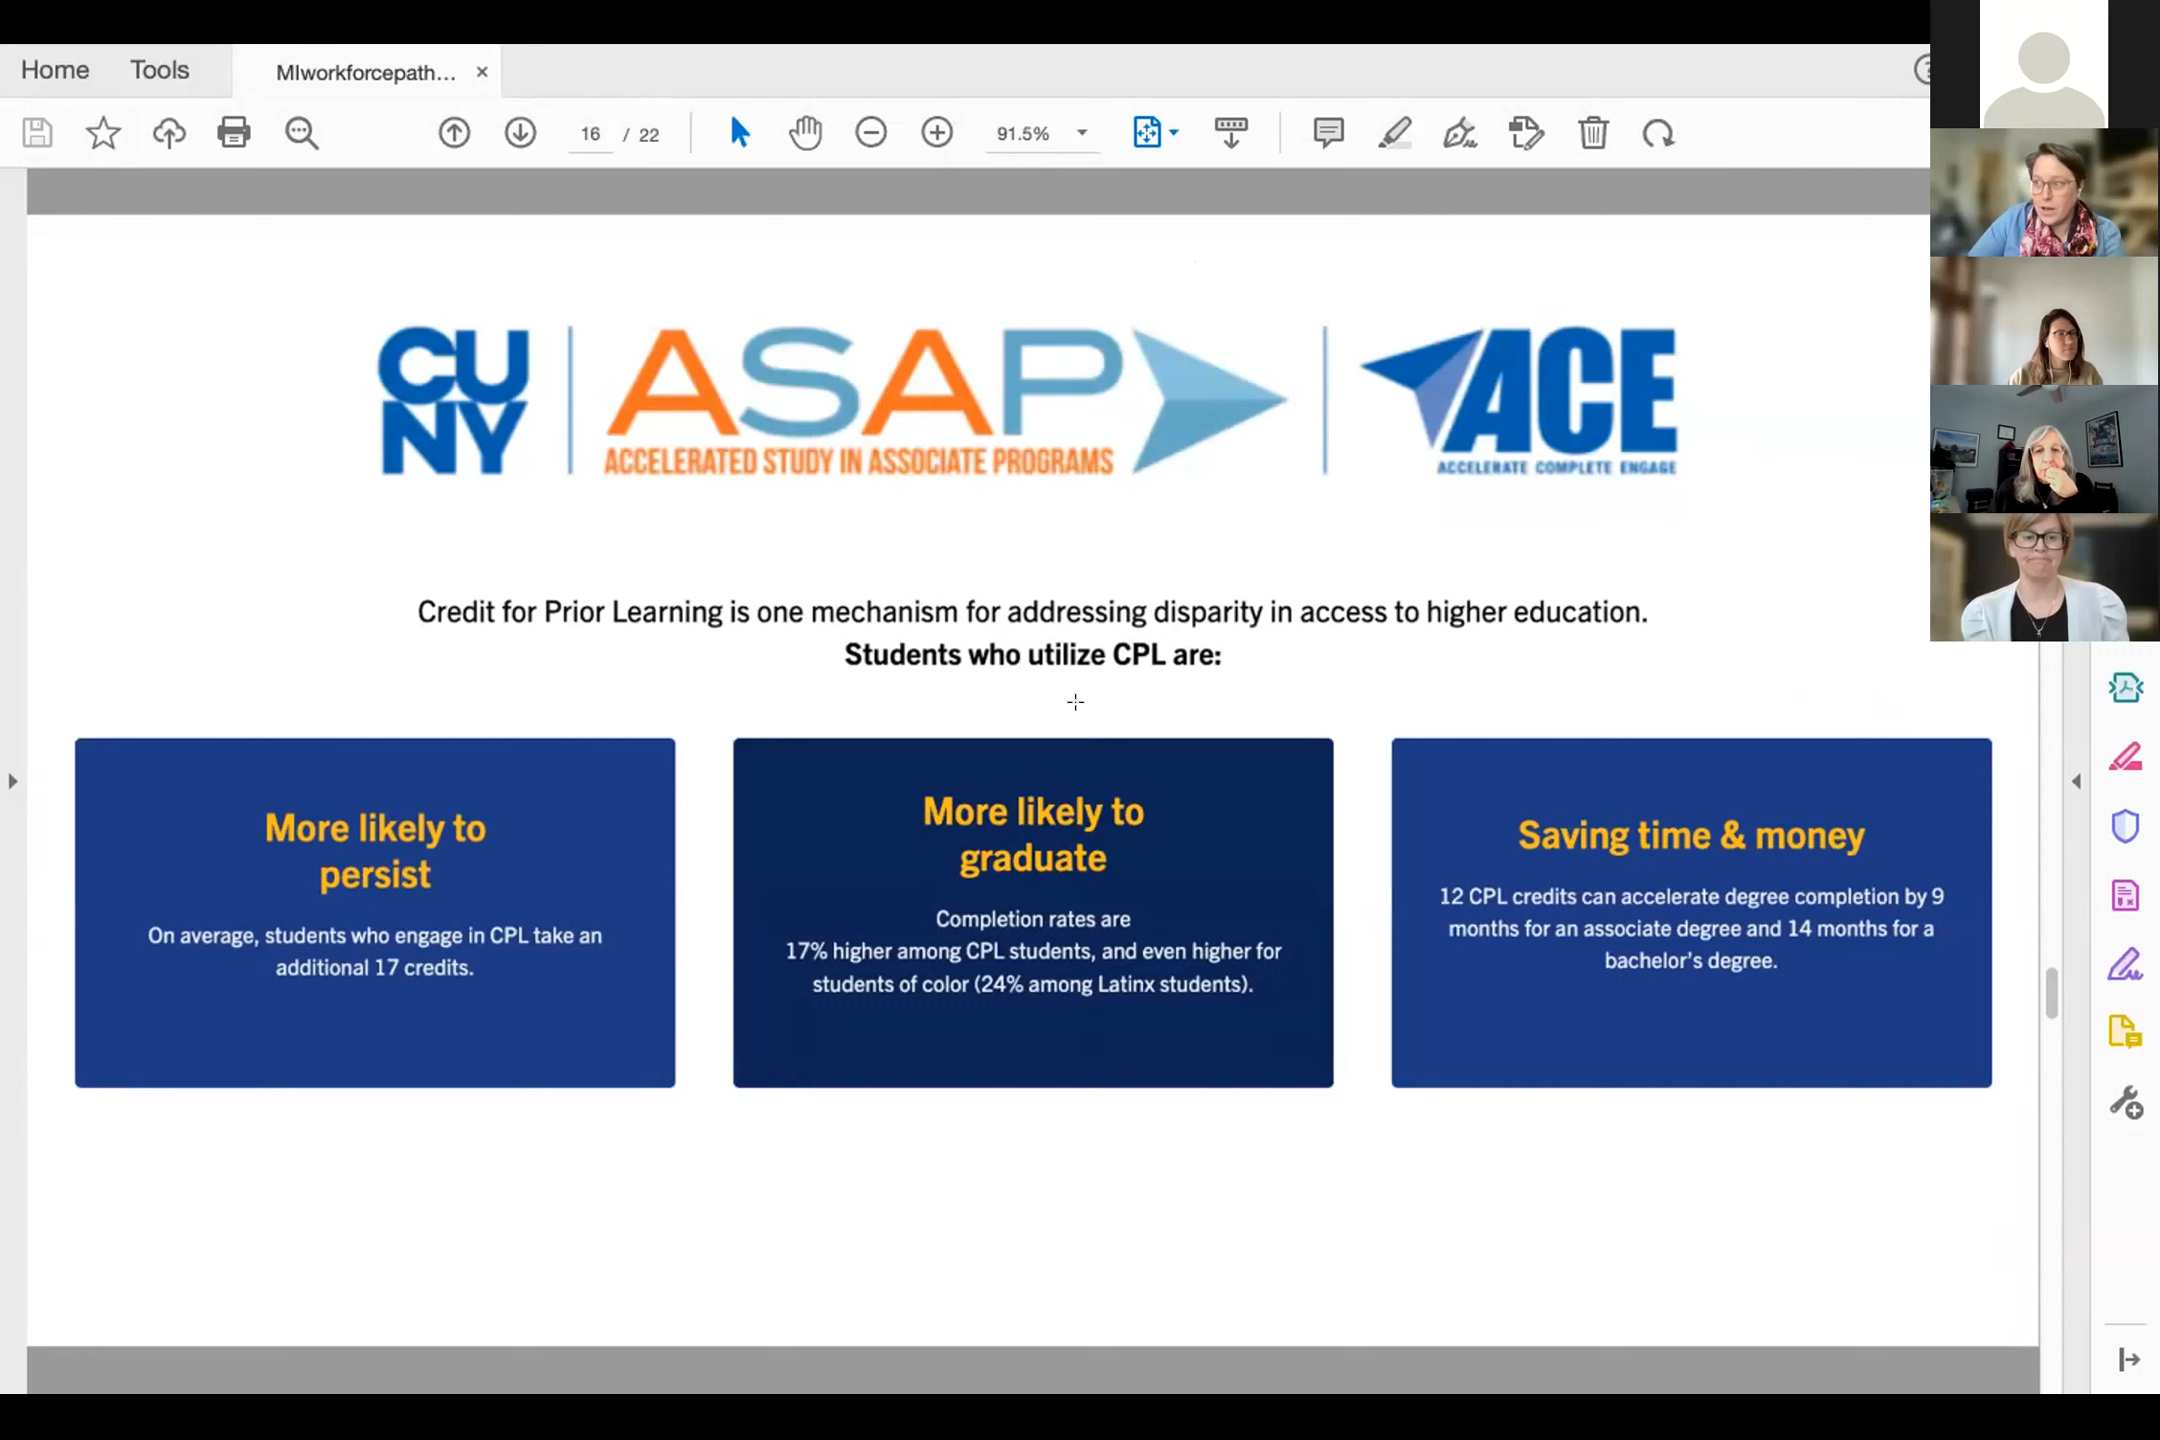 Home Tools MIworkforcepath... ×
16 / 22 91.5%
CU
NY
ASAP
ACCELERATED STUDY IN ASSOCIATE PROGRAMS
ACE
ACCELERATE COMPLETE ENGAGE
Credit for Prior Learning is one mechanism for addressing disparity in access to higher education.
Students who utilize CPL are:
More likely to
persist
On average, students who engage in CPL take an
additional 17 credits.
More likely to
graduate
Completion rates are
17% higher among CPL students, and even higher for
students of color (24% among Latinx students).
Saving time & money
12 CPL credits can accelerate degree completion by 9
months for an associate degree and 14 months for a
bachelor's degree.